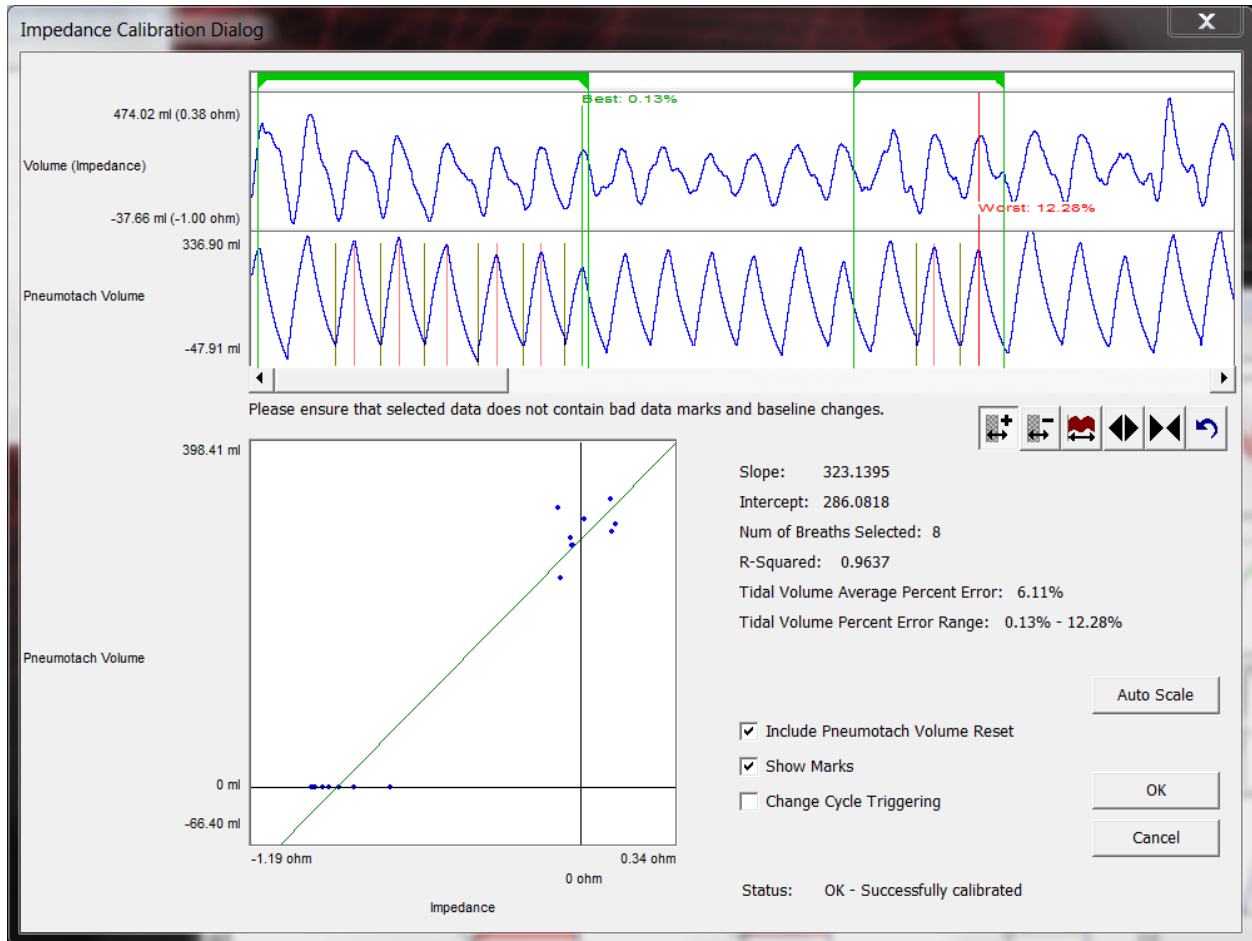 Impedance Calibration Dialog
X
474.02 ml (0.38 ohm)
Best: 0.13%
Volume (Impedance)
Worst: 12.28%
-37.66 ml (-1.00 ohm)
336.90 ml
Pneumotach Volume
-47.91 ml
Please ensure that selected data does not contain bad data marks and baseline changes.
398.41 ml
Pneumotach Volume
0 ml
-66.40 ml
-1.19 ohm
0.34 ohm
0 ohm
Impedance
Slope: 323.1395
Intercept: 286.0818
Num of Breaths Selected: 8
R-Squared: 0.9637
Tidal Volume Average Percent Error: 6.11%
Tidal Volume Percent Error Range: 0.13% - 12.28%
Auto Scale
Include Pneumotach Volume Reset
Show Marks
Change Cycle Triggering
OK
Cancel
Status: OK - Successfully calibrated